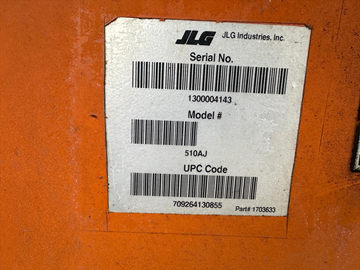 JLG JLG Industries, Inc.
Serial No.
1300004143
Model #
510AJ
UPC Code
709264130855
Part# 1703633